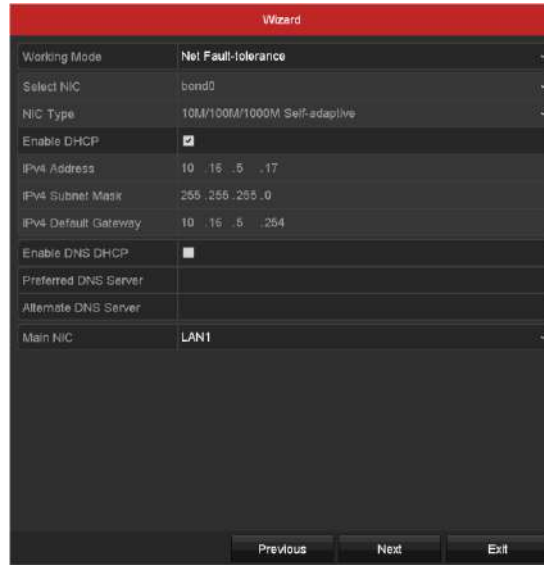 Wizard
Working Mode Net Fault-tolerance
Select NIC bond0
NIC Type 10M/100M/1000M Self-adaptive
Enable DHCP
IPv4 Address 10 .16 .5 .17
IPv4 Subnet Mask 255 .255 .255 .0
IPv4 Default Gateway 10 .16 .5 .254
Enable DNS DHCP
Preferred DNS Server
Alternate DNS Server
Main NIC LAN1
Previous Next Exit